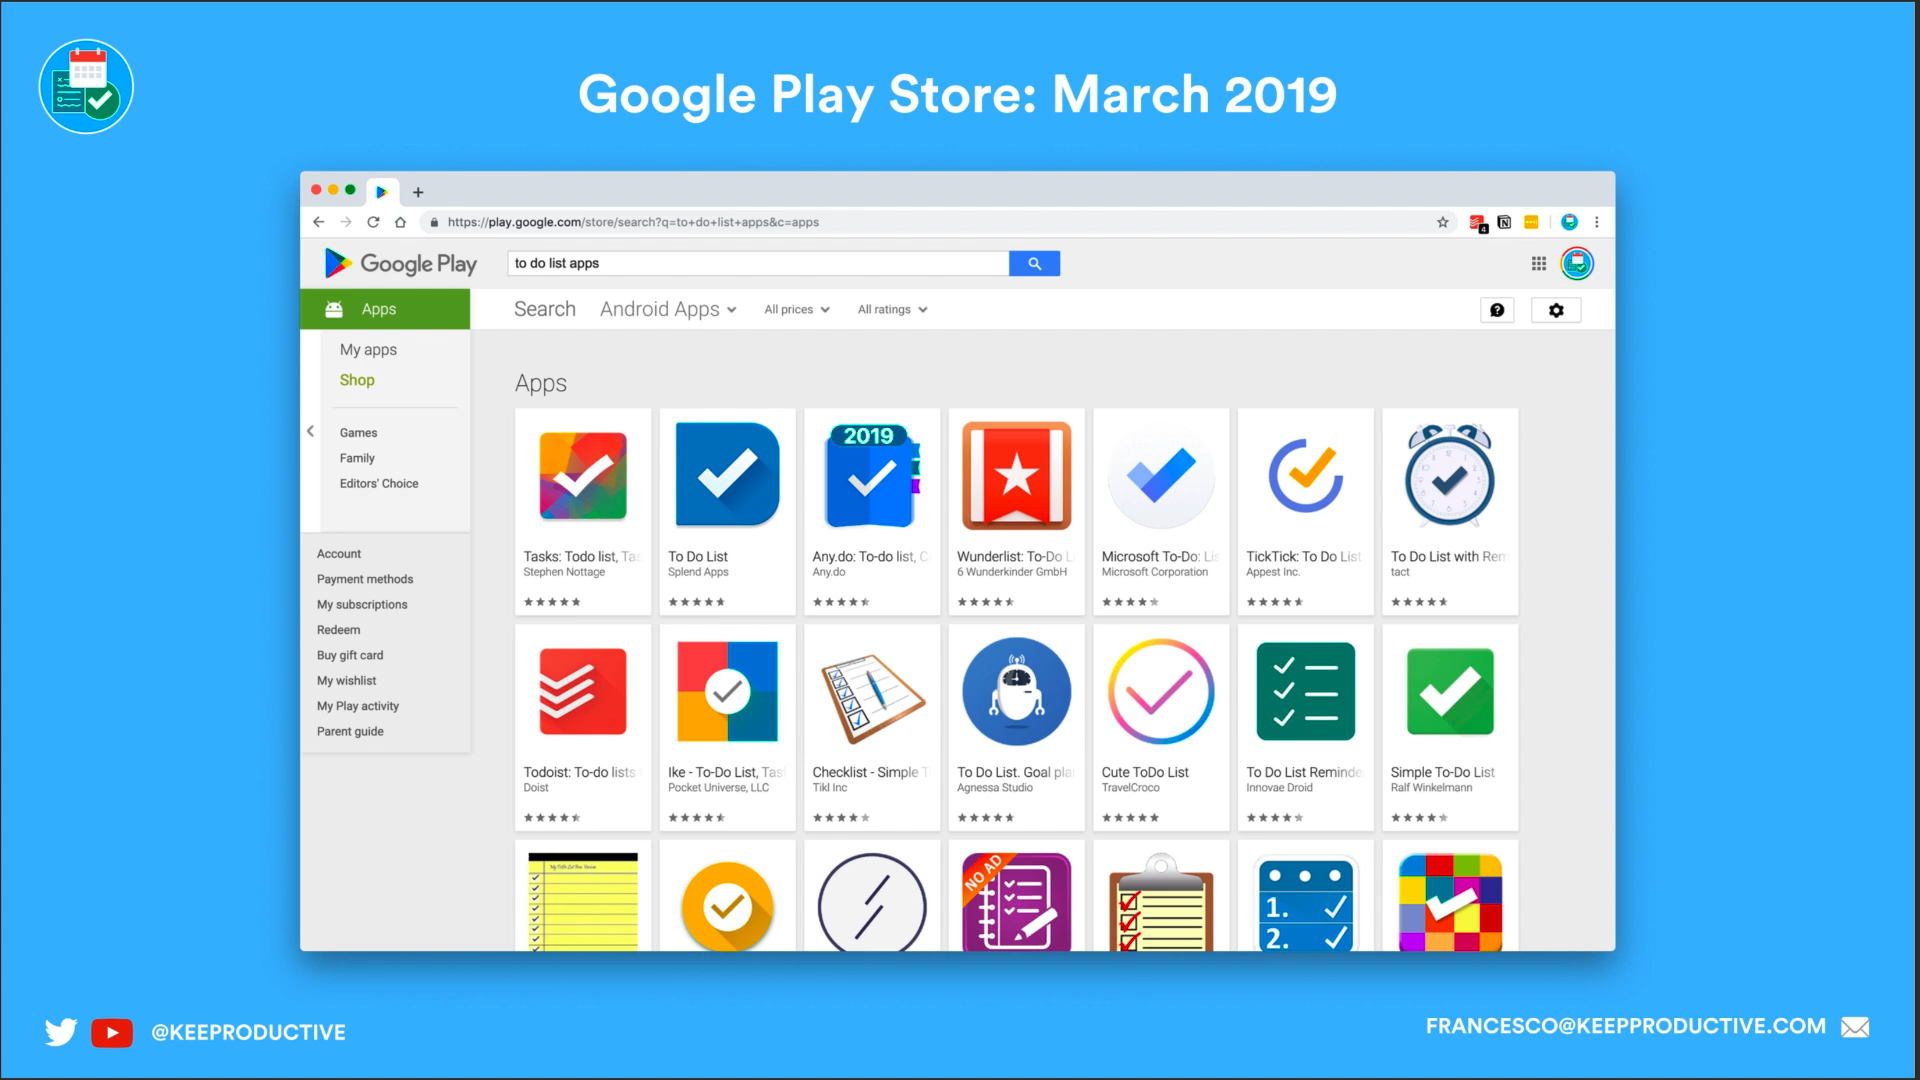 Google Play Store: March 2019
https://play.google.com/store/search?q=to+do+list+apps&c=apps
4
Google Play
to do list apps
Apps
Search
Android Apps
All prices
All ratings
My apps
Shop
Games
Family
Editors' Choice
Account
Payment methods
My subscriptions
Redeem
Buy gift card
My wishlist
My Play activity
Parent guide
Apps
2019
Tasks: Todo list, Tas
Stephen Nottage
To Do List
Splend Apps
Any.do: To-do list, C
Any.do
Wunderlist: To-Do L
6 Wunderkinder GmbH
Microsoft To-Do: Lis
Microsoft Corporation
TickTick: To Do List
Appest Inc.
To Do List with Rem
tact
Todoist: To-do lists
Doist
Ike - To-Do List, Tas
Pocket Universe, LLC
Checklist - Simple T
Tikl Inc
To Do List. Goal plan
Agnessa Studio
Cute ToDo List
TravelCroco
To Do List Reminde
Innovae Droid
Simple To-Do List
Ralf Winkelmann
NO AD
1.
2.
@KEEPRODUCTIVE
FRANCESCO@KEEPPRODUCTIVE.COM